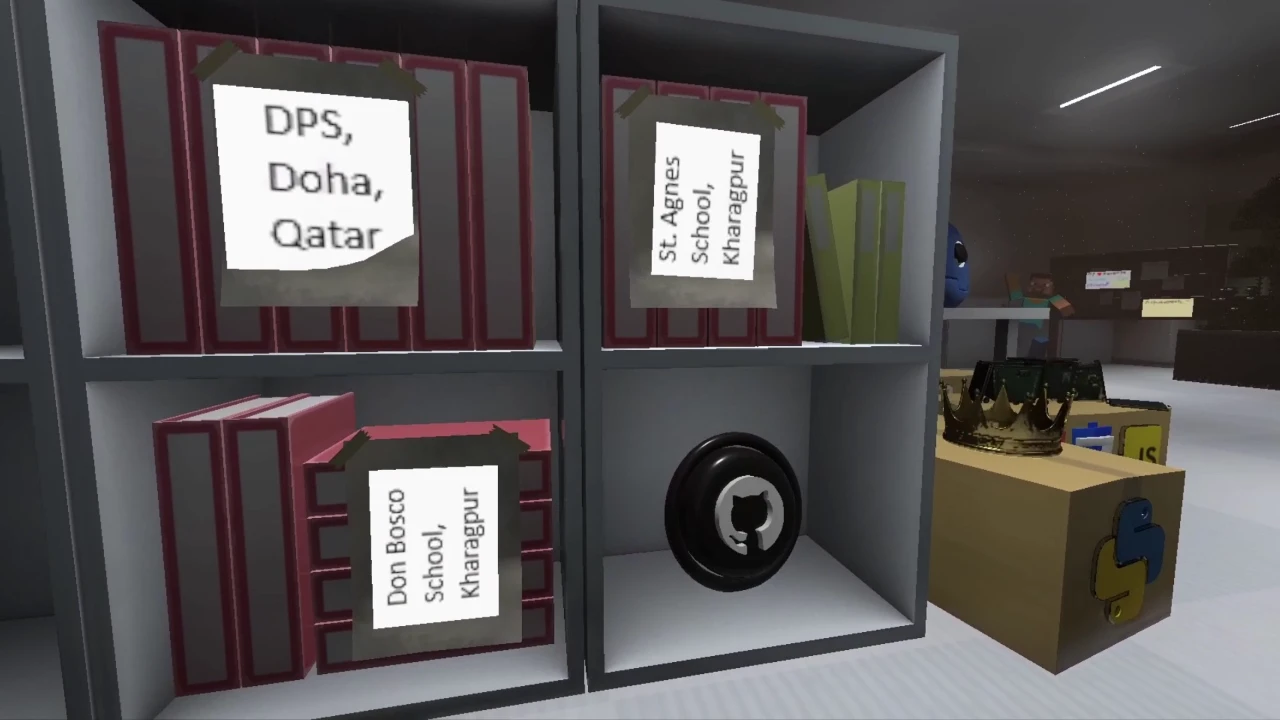 DPS,
Doha,
Qatar
St. Agnes
School,
Kharagpur
Don Bosco
School,
Kharagpur
JS